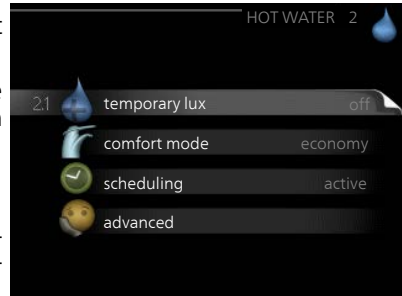 HOT WATER 2
2.1 temporary lux off
comfort mode economy
scheduling active
advanced